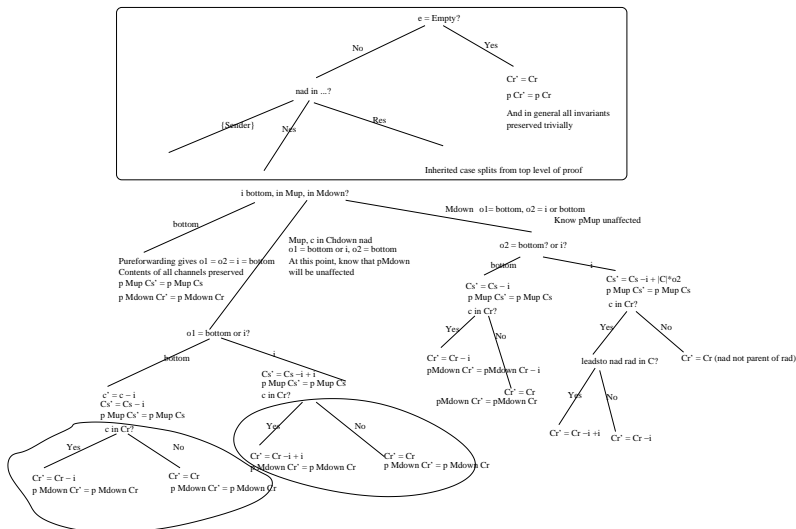 e = Empty?
No
Yes
Cr' = Cr
p Cr' = p Cr
And in general all invariants
preserved trivially
nad in ...?
{Sender}
Nes
Res
Inherited case splits from top level of proof
i bottom, in Mup, in Mdown?
bottom
Pureforwarding gives o1 = o2 = i = bottom
Contents of all channels preserved
p Mup Cs' = p Mup Cs
p Mdown Cr' = p Mdown Cr
Mup, c in Chdown nad
o1 = bottom or i, o2 = bottom
At this point, know that pMdown
will be unaffected
Mdown o1= bottom, o2 = i or bottom
Know pMup unaffected
o2 = bottom? or i?
bottom
i
Cs' = Cs - i
p Mup Cs' = p Mup Cs
c in Cr?
Yes
No
Cr' = Cr - i
pMdown Cr' = pMdown Cr - i
Cr' = Cr
pMdown Cr' = pMdown Cr
Cs' = Cs -i + |C|*o2
p Mup Cs' = p Mup Cs
c in Cr?
Yes
No
leadsto nad rad in C?
Cr' = Cr (nad not parent of rad)
Yes
No
Cr' = Cr -i +i
Cr' = Cr -i
o1 = bottom or i?
bottom
i
c' = c - i
Cs' = Cs - i
p Mup Cs' = p Mup Cs
c in Cr?
Yes
No
Cr' = Cr - i
p Mdown Cr' = p Mdown Cr
Cr' = Cr
p Mdown Cr' = p Mdown Cr
Cs' = Cs -i + i
p Mup Cs' = p Mup Cs
c in Cr?
Yes
No
Cr' = Cr -i + i
p Mdown Cr' = p Mdown Cr
Cr' = Cr
p Mdown Cr' = p Mdown Cr